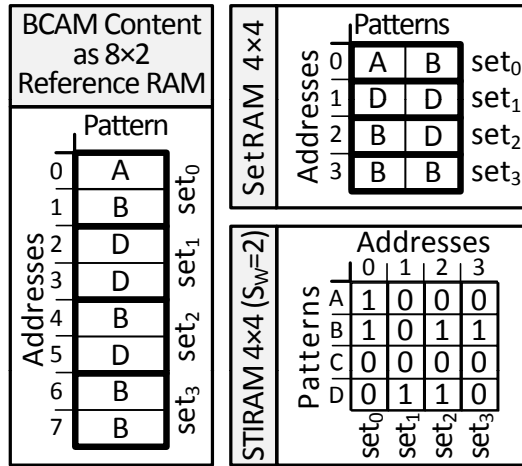 BCAM Content
as 8×2
Reference RAM
Pattern
Addresses
0 A
1 B
set0
2 D
3 D
set1
4 B
5 D
set2
6 B
7 B
set3
SetRAM 4×4
Patterns
Addresses
0 A B set0
1 D D set1
2 B D set2
3 B B set3
STIRAM 4×4 (SW=2)
Addresses
0 1 2 3
Patterns
A 1 0 0 0
B 1 0 1 1
C 0 0 0 0
D 0 1 1 0
set0 set1 set2 set3